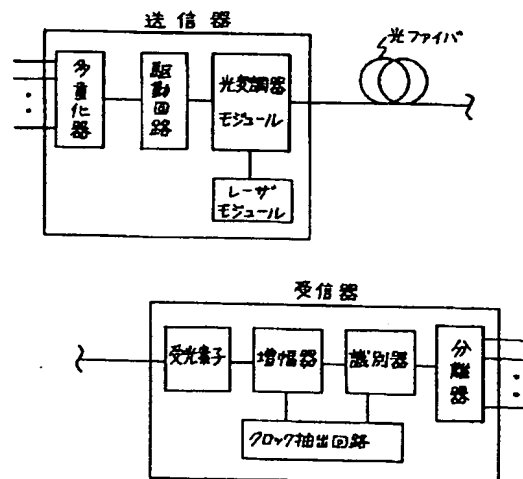 送信器
多重化器
駆動回路
光変調器
モジュール
レーザ
モジュール
光ファイバ
受信器
受光素子
増幅器
識別器
分離器
クロック抽出回路